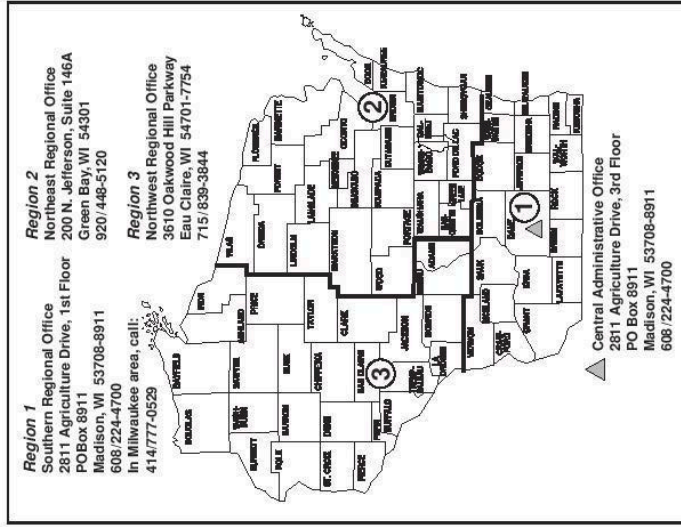 Region 1
Southern Regional Office
2811 Agriculture Drive, 1st Floor
POBox 8911
Madison, WI 53708-8911
608/224-4700
In Milwaukee area, call:
414/777-0529
Region 2
Northeast Regional Office
200 N. Jefferson, Suite 146A
Green Bay, WI 54301
920/448-5120
Region 3
Northwest Regional Office
3610 Oakwood Hill Parkway
Eau Claire, WI 54701-7754
715/839-3844
DOUGLAS
BAYFIELD
IRON
ASHLAND
VILAS
BURNETT
WASH-
BURN
SAWYER
PRICE
ONEIDA
FOREST
FLORENCE
MARINETTE
POLK
BARRON
RUSK
LINCOLN
LANGLADE
TAYLOR
OCONTO
ST. CROIX
DUNN
CHIPPEWA
MARATHON
MENOMINEE
SHAWANO
PIERCE
PEPIN
BUFFALO
EAU CLAIRE
CLARK
WOOD
PORTAGE
WAUPACA
OUTAGAMIE
BROWN
DOOR
KEWAUNEE
3
2
JACKSON
LA
CROSSE
MONROE
ADAMS
WAUSHARA
MANITOWOC
FOND DU LAC
SHEBOYGAN
VERNON
RICHLAND
SAUK
COLUMBIA
DODGE
GRANT
IOWA
DANE
1
JEFFERSON
LAFAYETTE
GREEN
ROCK
WAL-
WORTH
RACINE
KENOSHA
Central Administrative Office
2811 Agriculture Drive, 3rd Floor
PO Box 8911
Madison, WI 53708-8911
608/224-4700